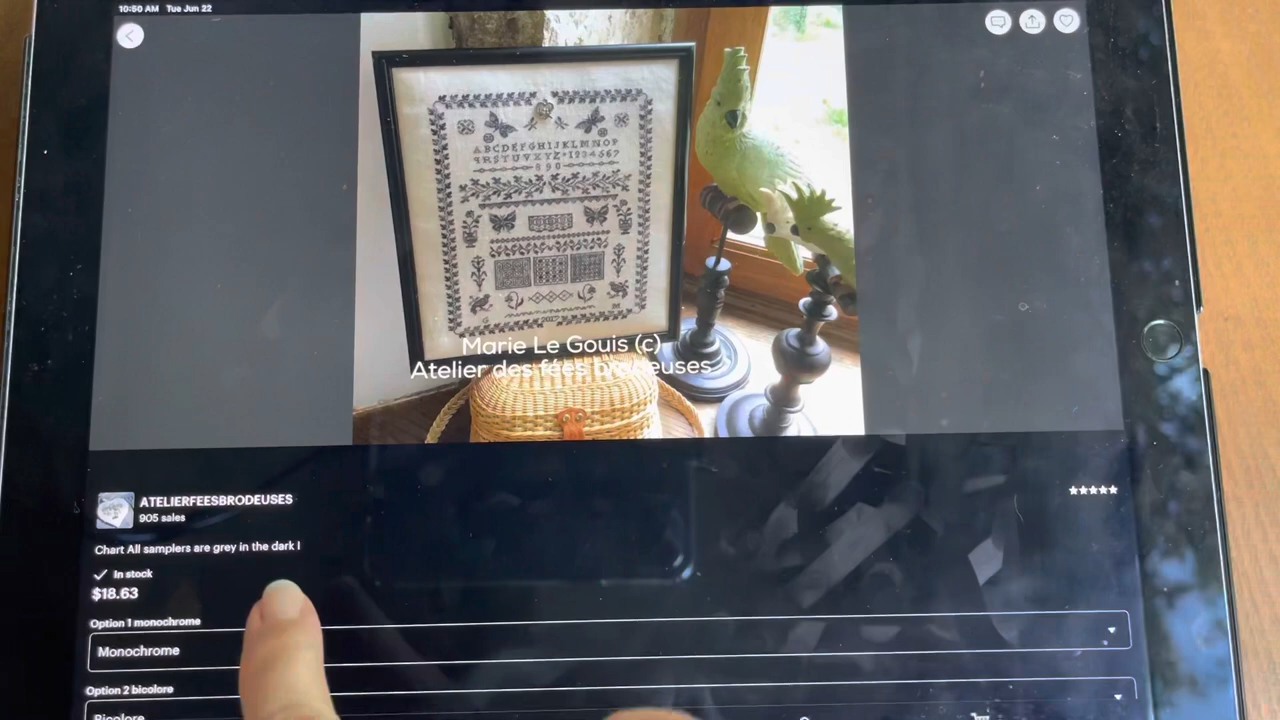 10:50 AM Tue Jun 22
ABCDEFGHIJKLMNOP
QRSTUVXYZ*1234567
890
2017
Marie Le Gouis (c)
Atelier des fées brodeuses
ATELIERFEESBRODEUSES
905 sales
Chart All samplers are grey in the dark I
In stock
$18.63
Option 1 monochrome
Monochrome
Option 2 bicolore
Bicolore